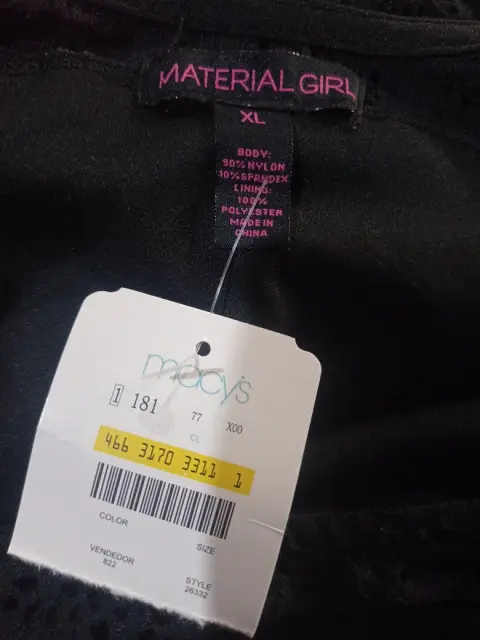 MATERIAL GIRL
XL
BODY:
90% NYLON
10% SPANDEX
LINING:
100%
POLYESTER
MADE IN
CHINA
macy's
1 181 77 X00
CL
466 3170 3311 1
COLOR SIZE
VENDEDOR STYLE
822 26332